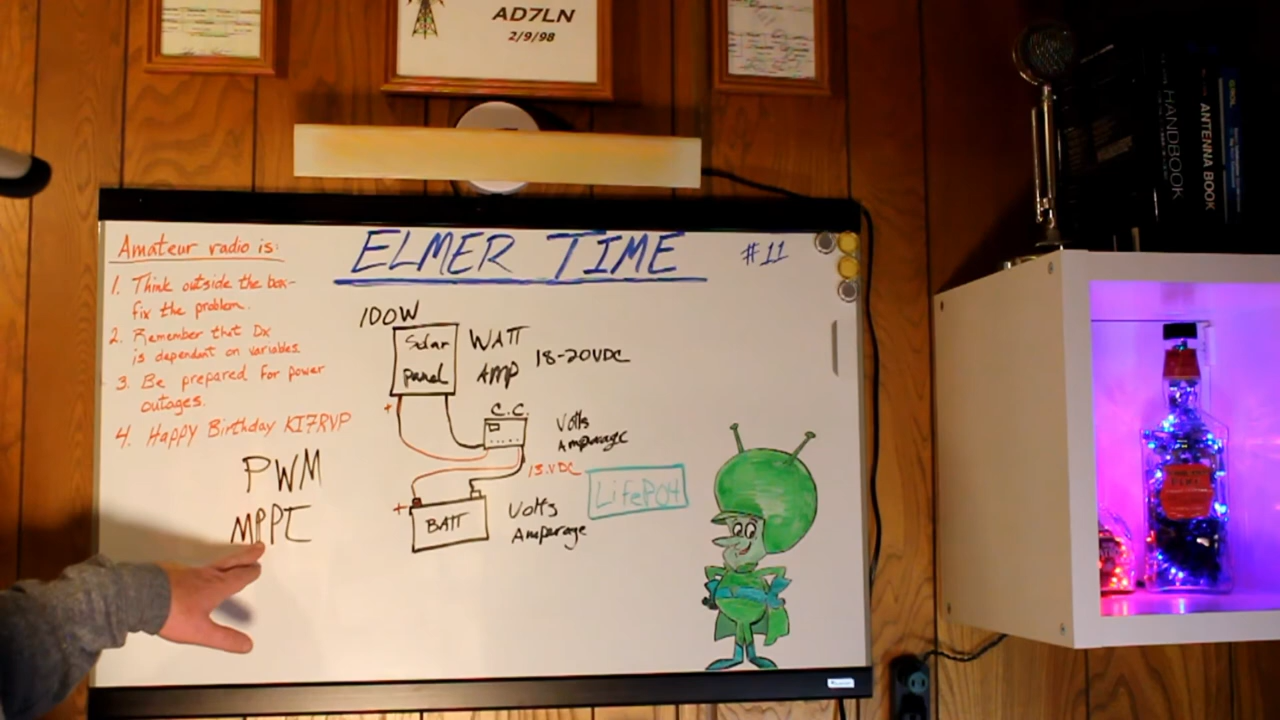 AD7LN
2/9/98
HANDBOOK
ANTENNA BOOK
ELMER TIME
#11
Amateur radio is:
1. Think outside the box-
fix the problem.
2. Remember that Dx
is dependant on variables.
3. Be prepared for power
outages.
4. Happy Birthday KI7RVP
PWM
MPPT
100W
Solar
panel
WATT
AMP
18-20VDC
C.C.
Volts
Amparage
13.VDC
LifePO4
+
+
BATT
Volts
Amparage